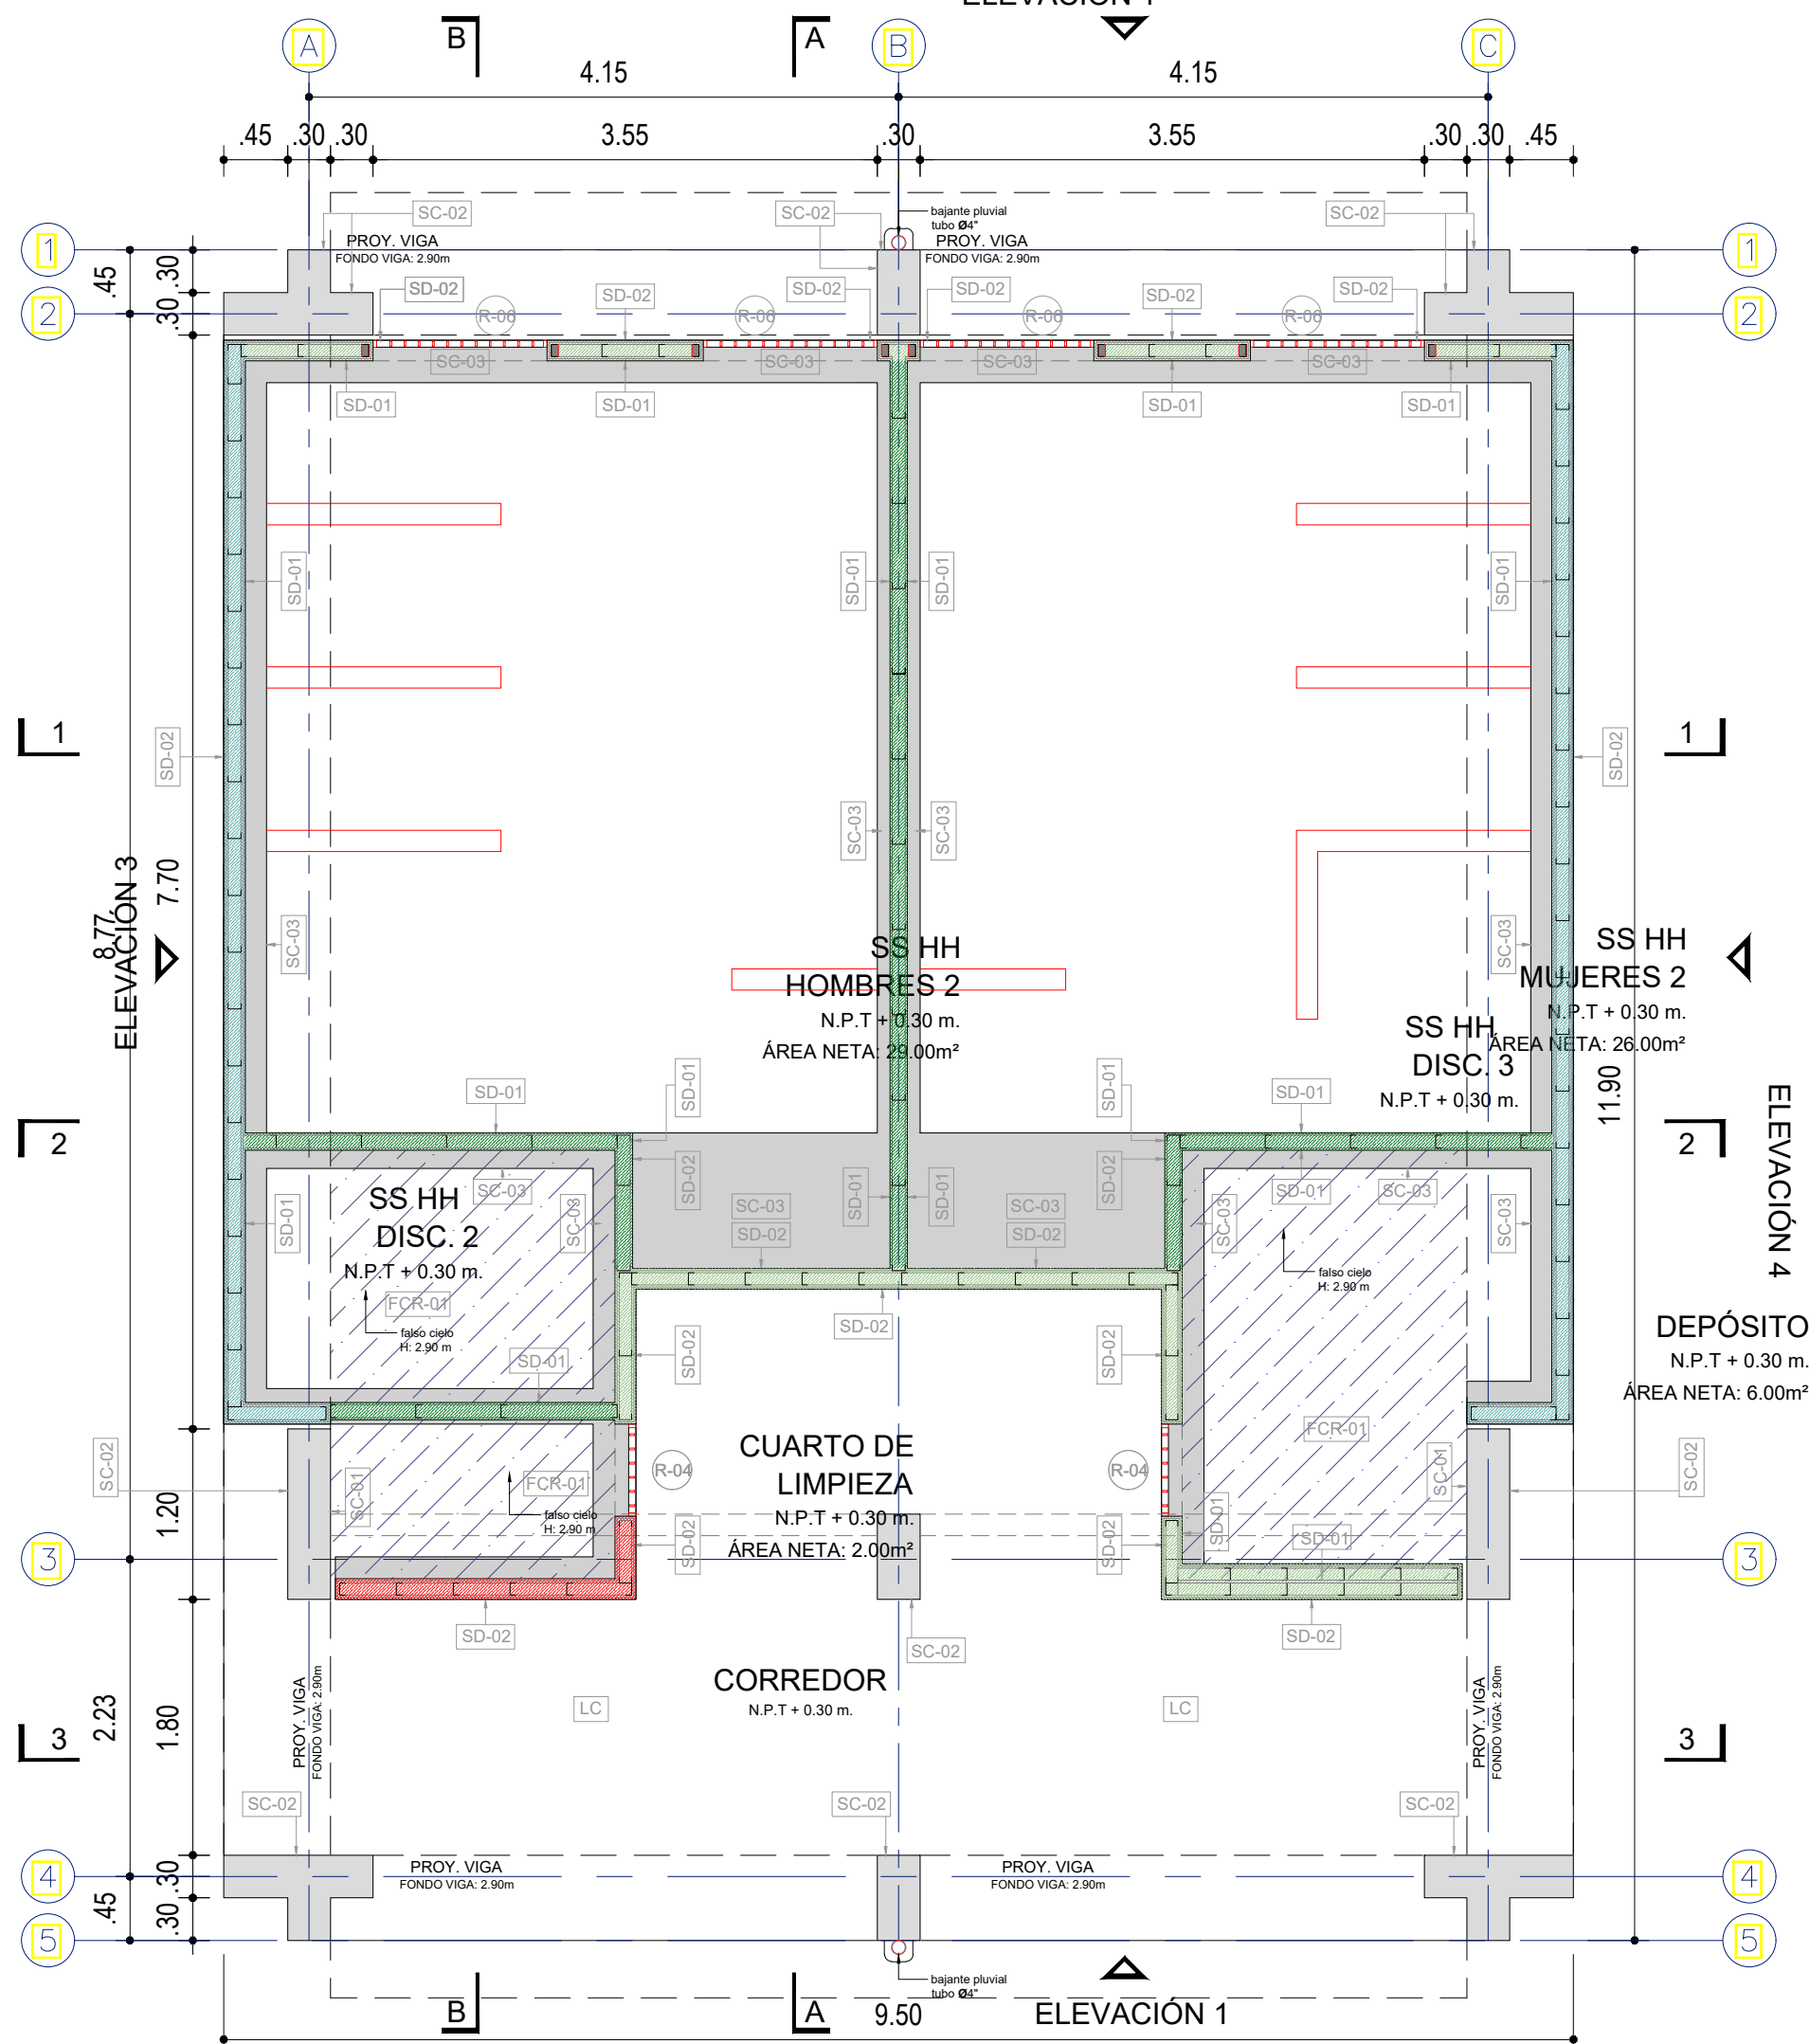 ELEVACIÓN 1
B
A
A
B
C
4.15
4.15
.45
.30
.30
3.55
.30
3.55
.30
.30
.45
SC-02
SC-02
SC-02
bajante pluvial
tubo Ø4"
PROY. VIGA
FONDO VIGA: 2.90m
PROY. VIGA
FONDO VIGA: 2.90m
1
1
.45
.30
SD-02
SD-02
SD-02
SD-02
SD-02
SD-02
2
.30
R-06
R-06
R-06
R-06
2
SC-03
SC-03
SC-03
SC-03
SD-01
SD-01
SD-01
SD-01
SD-01
SD-01
SD-01
SD-01
1
SD-02
SD-02
1
SC-03
SC-03
ELEVACIÓN 3
8.77
7.70
SC-03
SC-03
SS HH
HOMBRES 2
N.P.T + 0.30 m.
ÁREA NETA: 29.00m²
SS HH
MUJERES 2
N.P.T + 0.30 m.
ÁREA NETA: 26.00m²
SS HH
DISC. 3
N.P.T + 0.30 m.
11.90
ELEVACIÓN 4
SD-01
SD-01
SD-01
SD-01
2
2
SD-02
SD-02
SD-01
SD-01
SD-01
SC-03
SC-03
SD-01
SC-03
SC-03
SC-03
SC-03
SC-03
SD-01
SS HH
DISC. 2
N.P.T + 0.30 m.
FCR-01
falso cielo
H: 2.90 m
SD-02
SD-02
falso cielo
H: 2.90 m
SD-02
SD-01
SD-02
SD-02
DEPÓSITO
N.P.T + 0.30 m.
ÁREA NETA: 6.00m²
CUARTO DE
LIMPIEZA
N.P.T + 0.30 m.
ÁREA NETA: 2.00m²
FCR-01
SC-02
SC-01
FCR-01
falso cielo
H: 2.90 m
R-04
R-04
SC-01
SC-02
1.20
SD-02
SD-02
SD-01
SD-01
3
3
SD-02
SD-02
SC-02
CORREDOR
N.P.T + 0.30 m.
LC
LC
PROY. VIGA
FONDO VIGA: 2.90m
PROY. VIGA
FONDO VIGA: 2.90m
2.23
1.80
3
3
SC-02
SC-02
SC-02
4
.30
PROY. VIGA
FONDO VIGA: 2.90m
PROY. VIGA
FONDO VIGA: 2.90m
4
.45
.30
5
5
bajante pluvial
tubo Ø4"
B
A
9.50
ELEVACIÓN 1